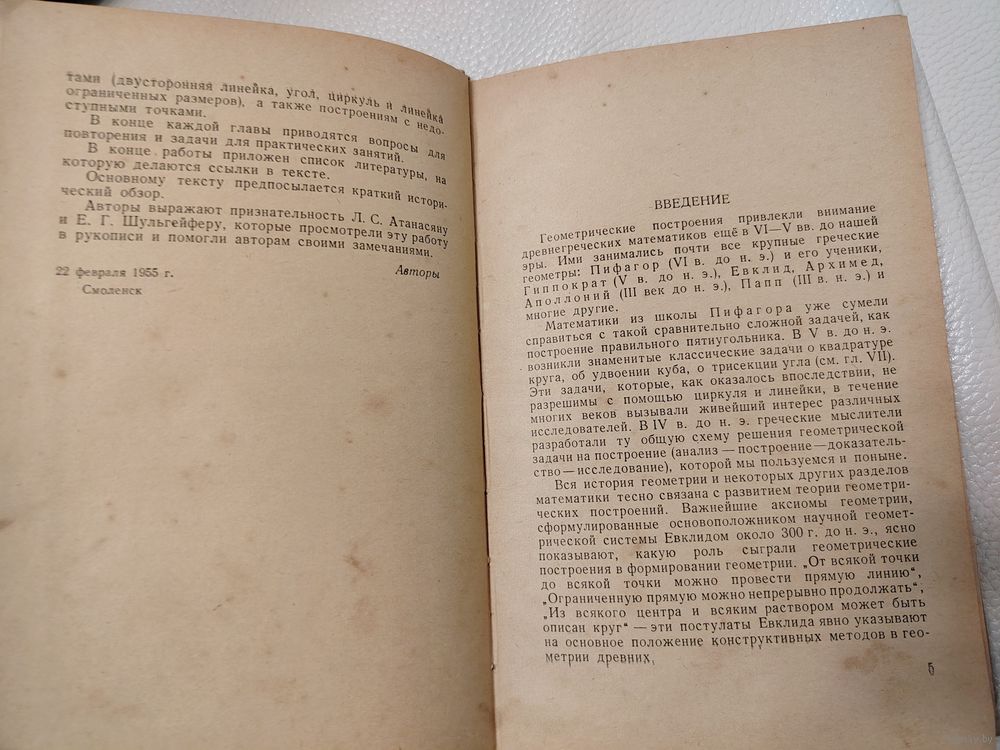 тами (двусторонняя линейка, угол, циркуль и линейка
ограниченных размеров), а также построениям с недо-
ступными точками.
В конце каждой главы приводятся вопросы для
повторения и задачи для практических занятий.
В конце работы приложен список литературы, на
которую делаются ссылки в тексте.
Основному тексту предпосылается краткий истори-
ческий обзор.
Авторы выражают признательность Л. С. Атанасяну
и Е. Г. Шульгейферу, которые просмотрели эту работу
в рукописи и помогли авторам своими замечаниями.
22 февраля 1955 г. Авторы
Смоленск
ВВЕДЕНИЕ
Геометрические построения привлекли внимание
древнегреческих математиков ещё в VI—V вв. до нашей
эры. Ими занимались почти все крупные греческие
геометры: Пифагор (VI в. до н. э.) и его ученики,
Гиппократ (V в. до н. э.), Евклид, Архимед,
Аполлоний (III век до н. э.), Папп (III в. н. э.) и
многие другие.
Математики из школы Пифагора уже сумели
справиться с такой сравнительно сложной задачей, как
построение правильного пятиугольника. В V в. до н. э.
возникли знаменитые классические задачи о квадратуре
круга, об удвоении куба, о трисекции угла (см. гл. VII).
Эти задачи, которые, как оказалось впоследствии, не
разрешимы с помощью циркуля и линейки, в течение
многих веков вызывали живейший интерес различных
исследователей. В IV в. до н. э. греческие мыслители
разработали ту общую схему решения геометрической
задачи на построение (анализ — построение — доказатель-
ство — исследование), которой мы пользуемся и поныне.
Вся история геометрии и некоторых других разделов
математики тесно связана с развитием теории геометри-
ческих построений. Важнейшие аксиомы геометрии,
сформулированные основоположником научной геомет-
рической системы Евклидом около 300 г. до н. э., ясно
показывают, какую роль сыграли геометрические
построения в формировании геометрии. „От всякой точки
до всякой точки можно провести прямую линию“,
„Ограниченную прямую можно непрерывно продолжать“,
„Из всякого центра и всяким раствором может быть
описан круг“ — эти постулаты Евклида явно указывают
на основное положение конструктивных методов в гео-
метрии древних.
5